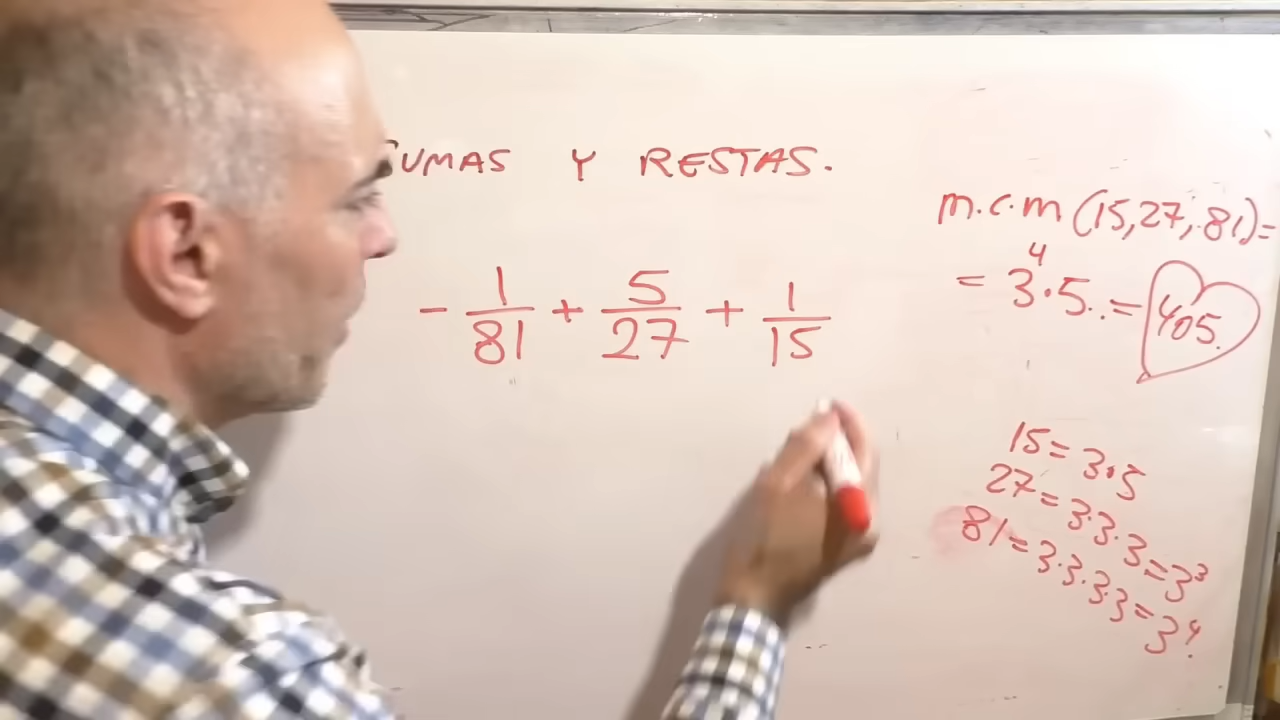 SUMAS Y RESTAS.
- 1/81 + 5/27 + 1/15
m.c.m (15, 27, 81) =
= 3⁴·5 = 405.
15 = 3·5
27 = 3·3·3 = 3³
81 = 3·3·3·3 = 3⁴.